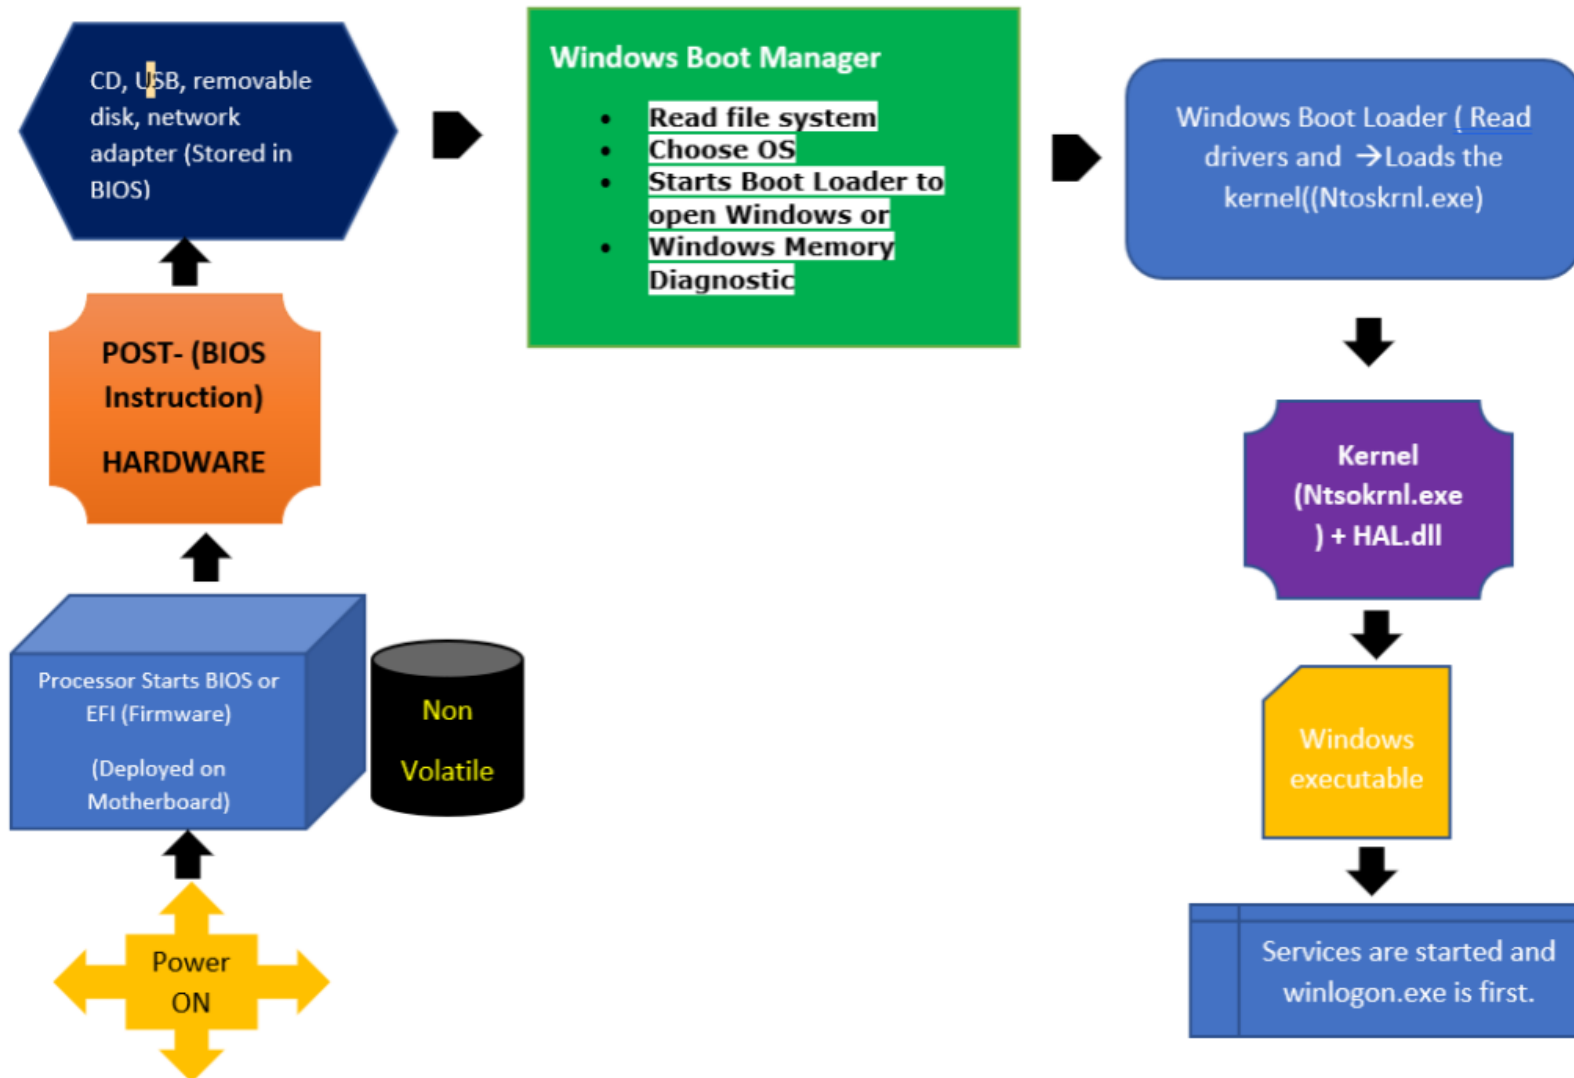 CD, USB, removable
disk, network
adapter (Stored in
BIOS)
Windows Boot Manager
• Read file system
• Choose OS
• Starts Boot Loader to
open Windows or
• Windows Memory
Diagnostic
Windows Boot Loader ( Read
drivers and →Loads the
kernel((Ntoskrnl.exe)
POST- (BIOS
Instruction)
HARDWARE
Kernel
(Ntsokrnl.exe
) + HAL.dll
Processor Starts BIOS or
EFI (Firmware)
(Deployed on
Motherboard)
Non
Volatile
Windows
executable
Power
ON
Services are started and
winlogon.exe is first.